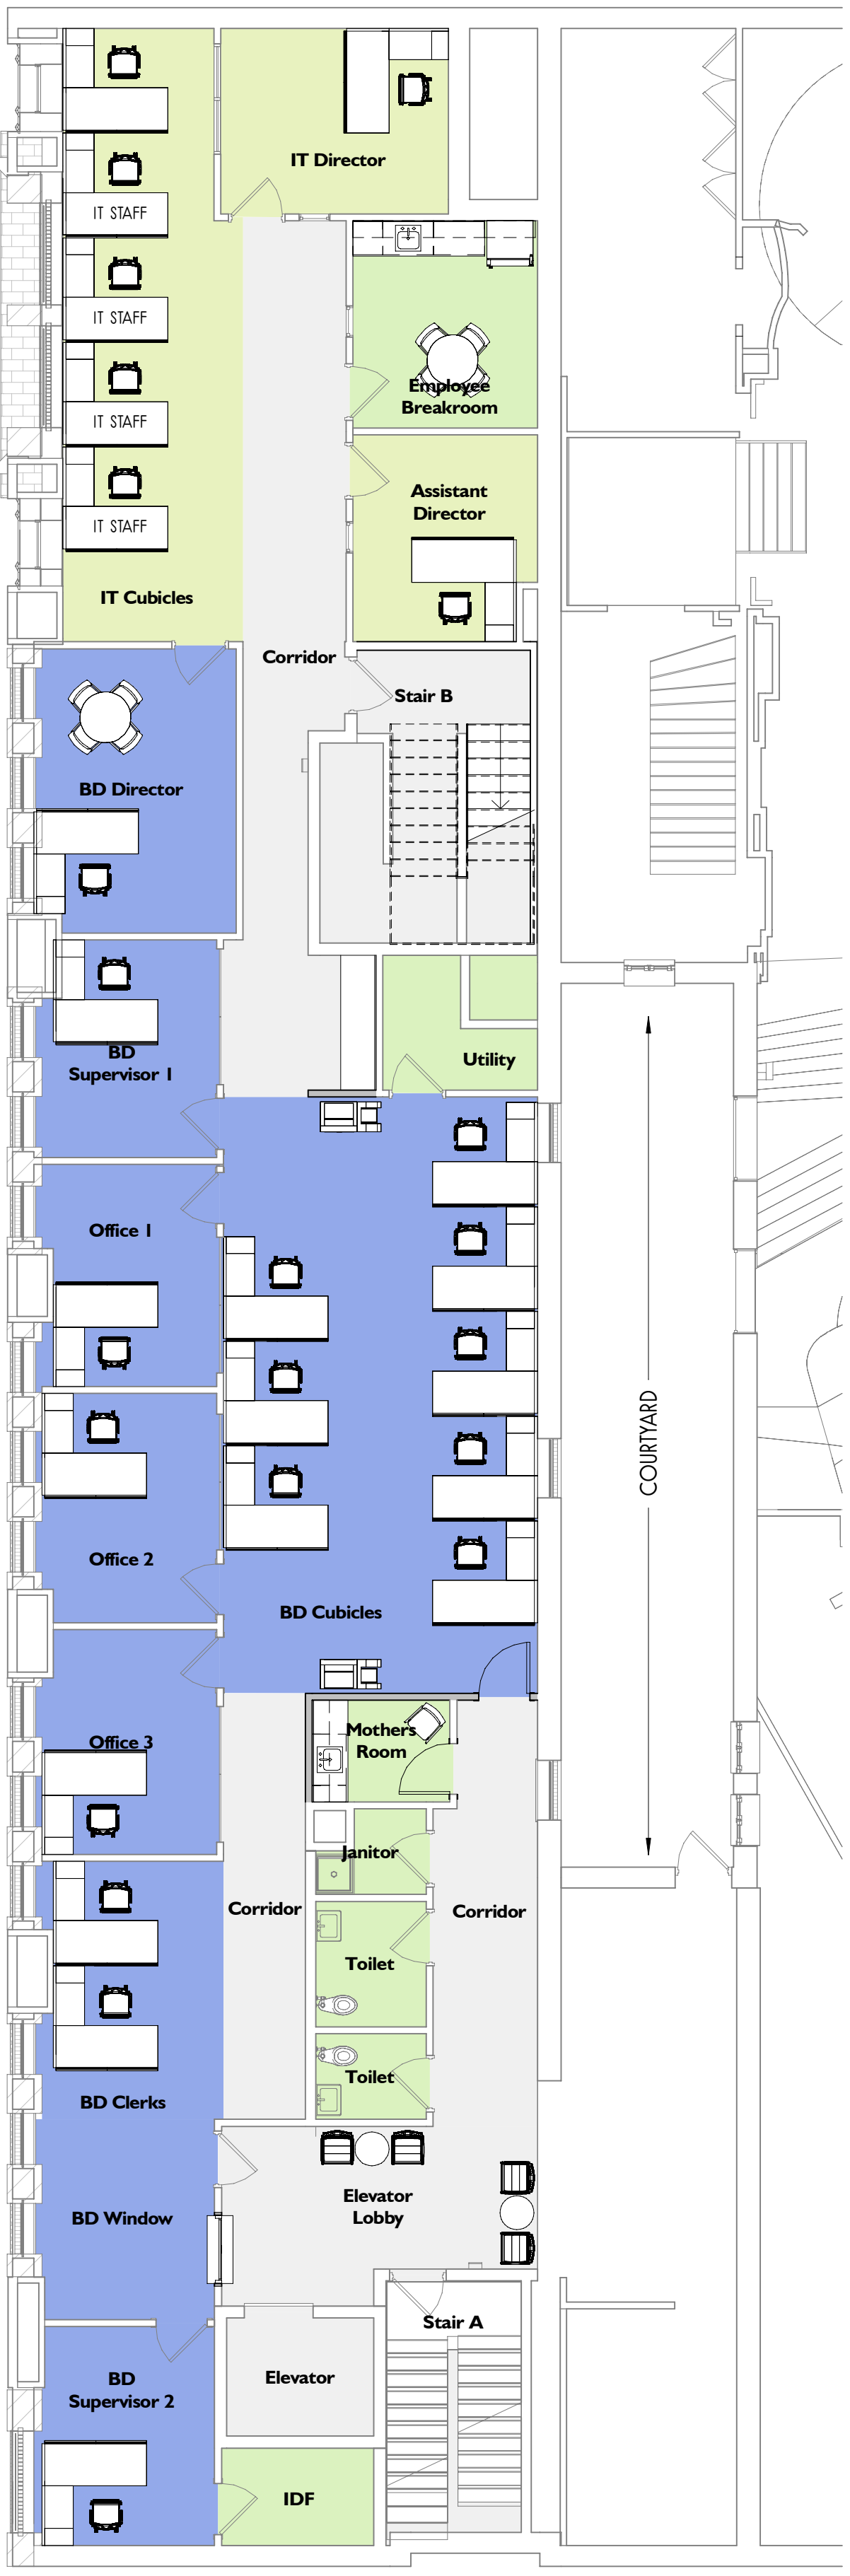 IT Director
IT STAFF
IT STAFF
Employee
Breakroom
IT STAFF
Assistant
Director
IT STAFF
IT Cubicles
Corridor
Stair B
BD Director
BD
Supervisor 1
Utility
Office 1
COURTYARD
Office 2
BD Cubicles
Office 3
Mothers
Room
Janitor
Corridor
Corridor
Toilet
Toilet
BD Clerks
Elevator
Lobby
BD Window
Stair A
Elevator
BD
Supervisor 2
IDF